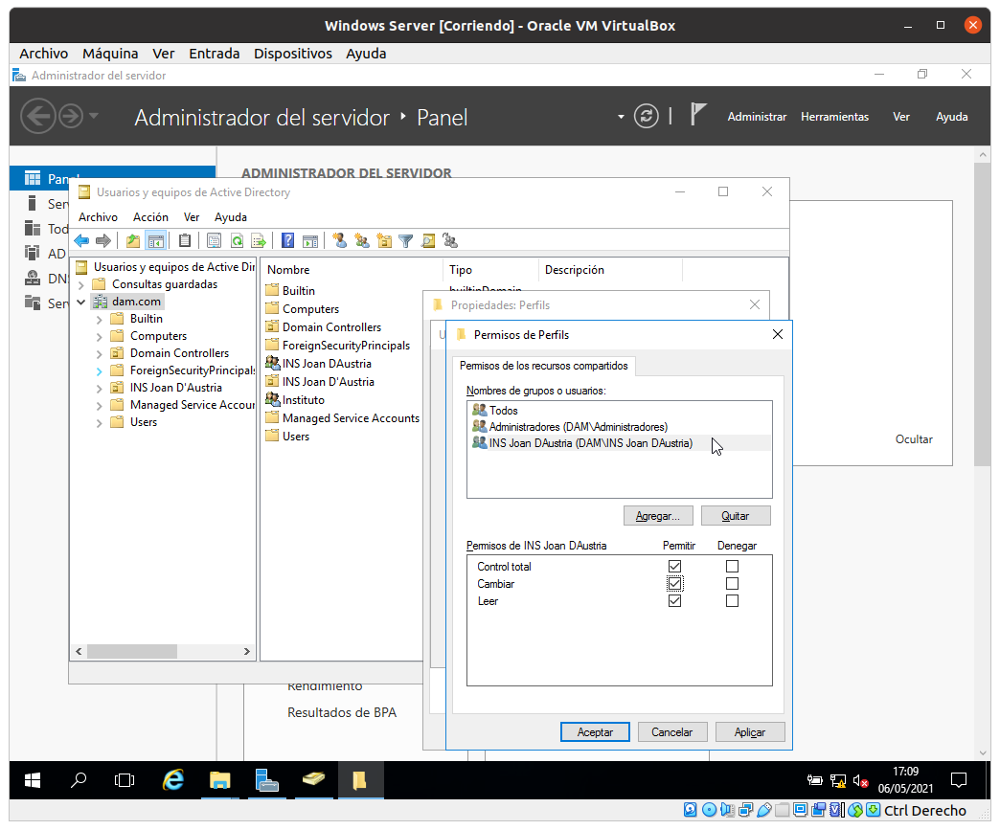 Windows Server [Corriendo] - Oracle VM VirtualBox
Archivo Máquina Ver Entrada Dispositivos Ayuda
Administrador del servidor
Administrador del servidor Panel
Administrar Herramientas Ver Ayuda
ADMINISTRADOR DEL SERVIDOR
Usuarios y equipos de Active Directory
Archivo Acción Ver Ayuda
Usuarios y equipos de Active Dir
Consultas guardadas
dam.com
Builtin
Computers
Domain Controllers
ForeignSecurityPrincipals
INS Joan D'Austria
Managed Service Accour
Users
Nombre Tipo Descripción
Builtin builtinDomain
Computers
Domain Controllers
ForeignSecurityPrincipals
INS Joan DAustria
INS Joan D'Austria
Instituto
Managed Service Accounts
Users
Propiedades: Perfils
Permisos de Perfils
Permisos de los recursos compartidos
Nombres de grupos o usuarios:
Todos
Administradores (DAM\Administradores)
INS Joan DAustria (DAM\INS Joan DAustria)
Agregar... Quitar
Permisos de INS Joan DAustria Permitir Denegar
Control total
Cambiar
Leer
Aceptar Cancelar Aplicar
Ocultar
Rendimiento
Resultados de BPA
17:09
06/05/2021
Ctrl Derecho